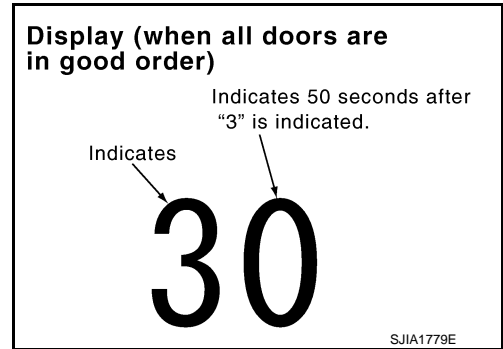 Display (when all doors are
in good order)
Indicates 50 seconds after
“3” is indicated.
Indicates
30
SJIA1779E